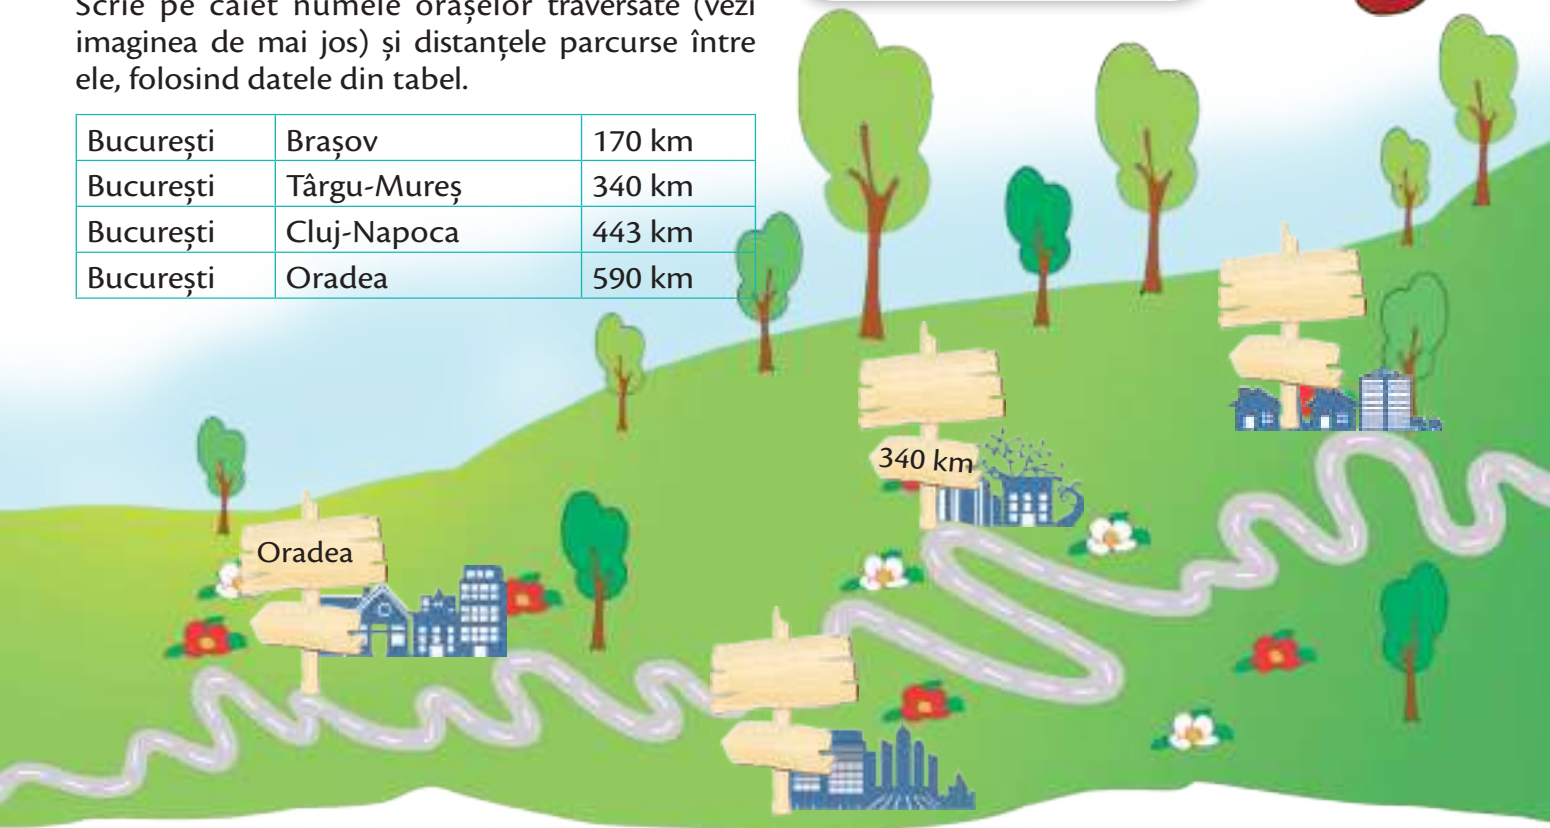 Scrie pe caiet numele orașelor traversate (vezi
imaginea de mai jos) și distanțele parcurse între
ele, folosind datele din tabel.
București Brașov 170 km
București Târgu-Mureș 340 km
București Cluj-Napoca 443 km
București Oradea 590 km
340 km
Oradea